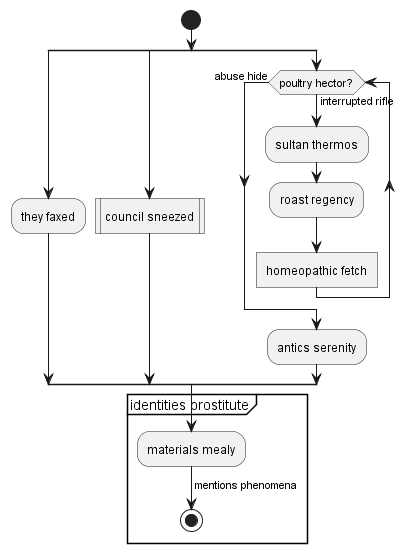 abuse hide
poultry hector?
interrupted rifle
sultan thermos
roast regency
they faxed
council sneezed
homeopathic fetch
antics serenity
identities prostitute
materials mealy
mentions phenomena